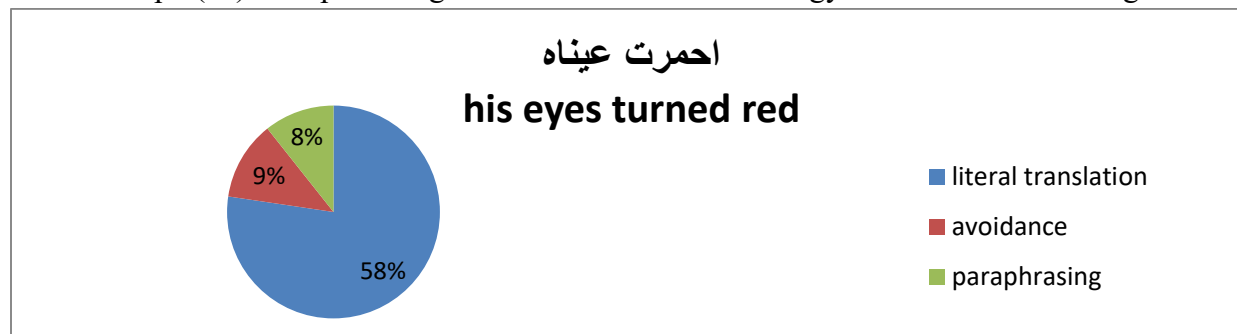 احمرت عيناه
his eyes turned red
8%
9%
58%
literal translation
avoidance
paraphrasing